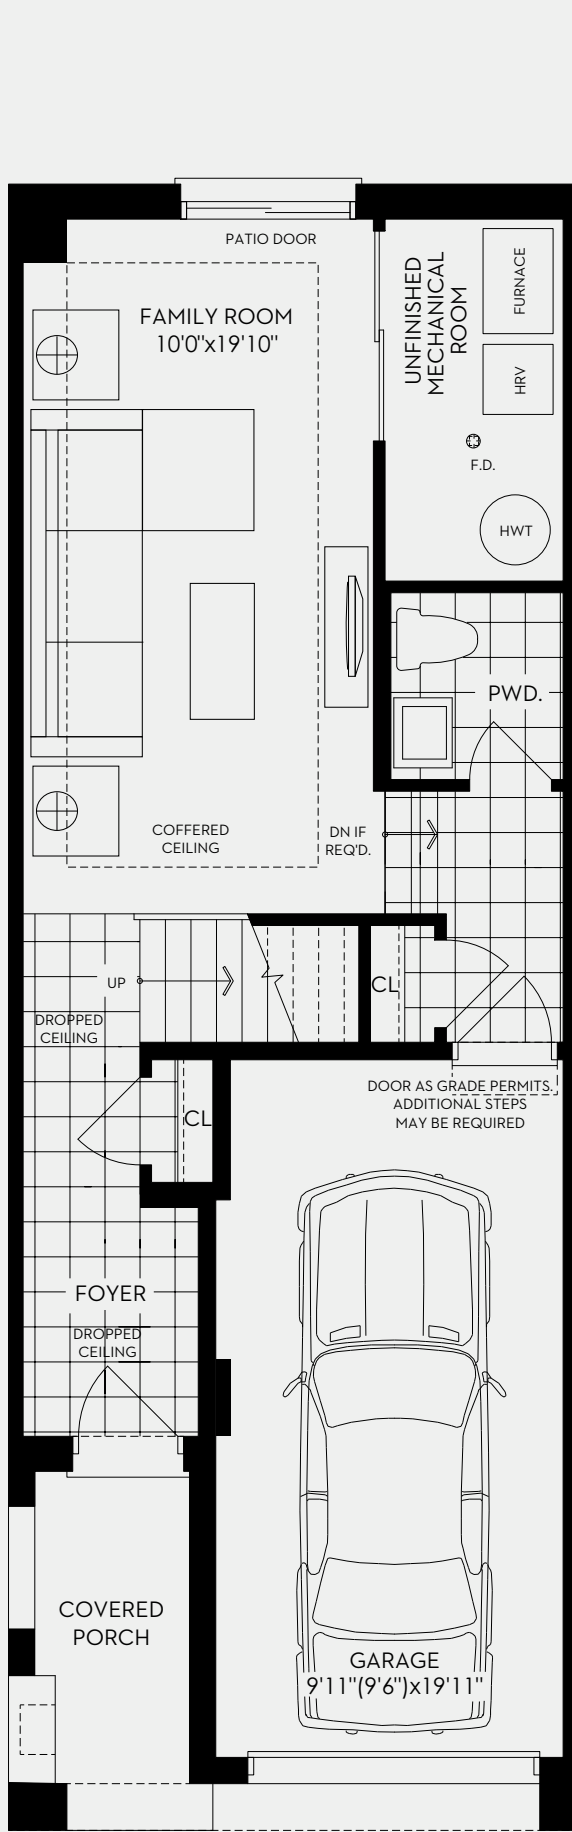 PATIO DOOR
FAMILY ROOM
10'0"x19'10"
UNFINISHED
MECHANICAL
ROOM
FURNACE
HRV
F.D.
HWT
PWD.
COFFERED
CEILING
DN IF
REQ'D.
UP
CL
DROPPED
CEILING
DOOR AS GRADE PERMITS.
ADDITIONAL STEPS
MAY BE REQUIRED
CL
FOYER
DROPPED
CEILING
COVERED
PORCH
GARAGE
9'11"(9'6")x19'11"